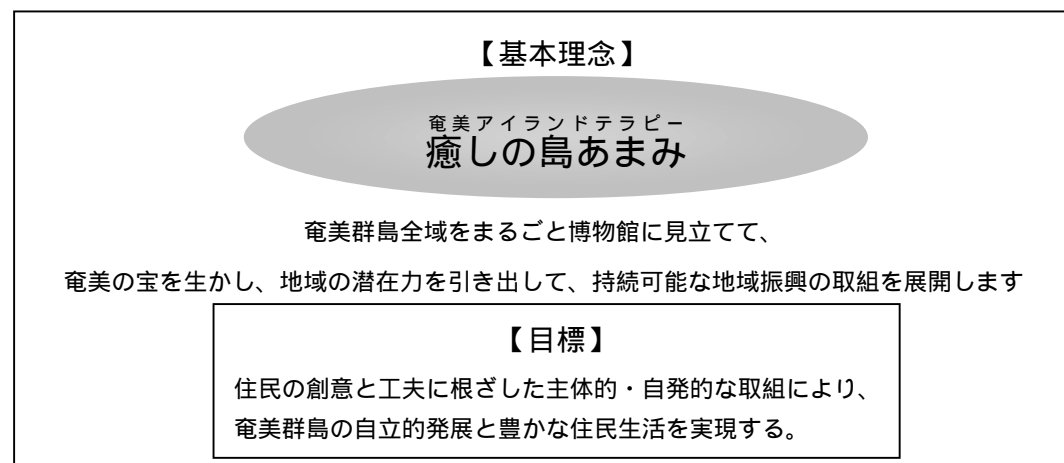 【基本理念】
奄美アイランドテラピー
癒しの島あまみ
奄美群島全域をまるごと博物館に見立てて、
奄美の宝を生かし、地域の潜在力を引き出して、持続可能な地域振興の取組を展開します
【目標】
住民の創意と工夫に根ざした主体的・自発的な取組により、
奄美群島の自立的発展と豊かな住民生活を実現する。